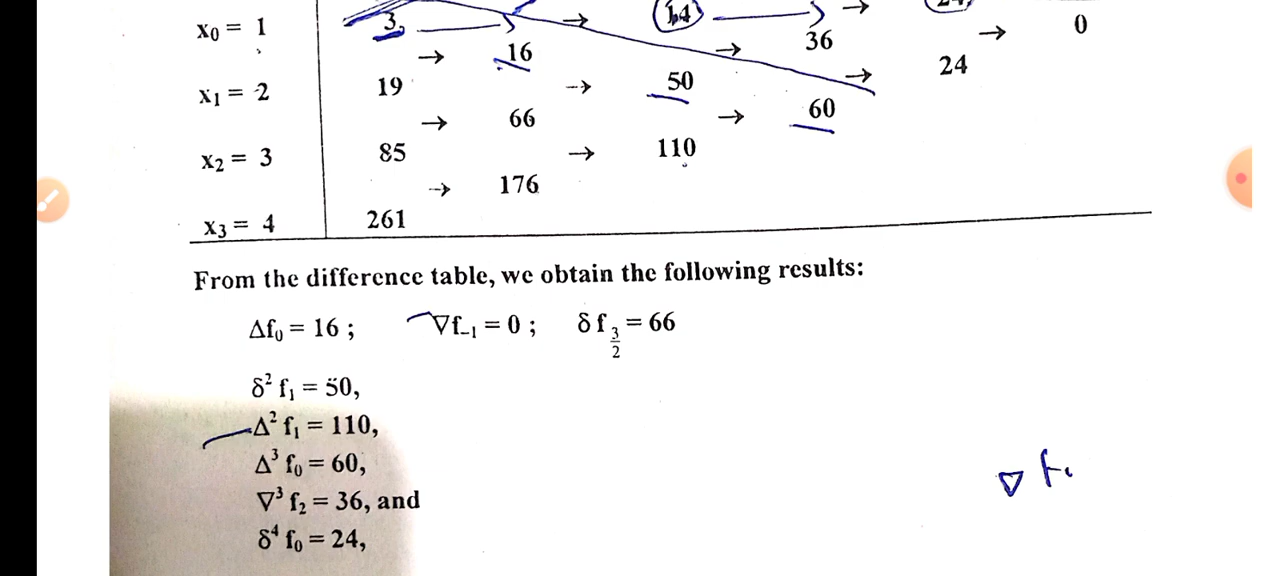 x₀ = 1 3 → (14) → → 0
→ 16 → 36
x₁ = 2 19 → 50 → 24
→ 66 → 60
x₂ = 3 85 → 110
→ 176
x₃ = 4 261
From the difference table, we obtain the following results:
Δf₀ = 16 ; ∇f₋₁ = 0 ; δ f 3/2 = 66
δ² f₁ = 50,
Δ² f₁ = 110,
Δ³ f₀ = 60,
∇³ f₂ = 36, and
δ⁴ f₀ = 24,